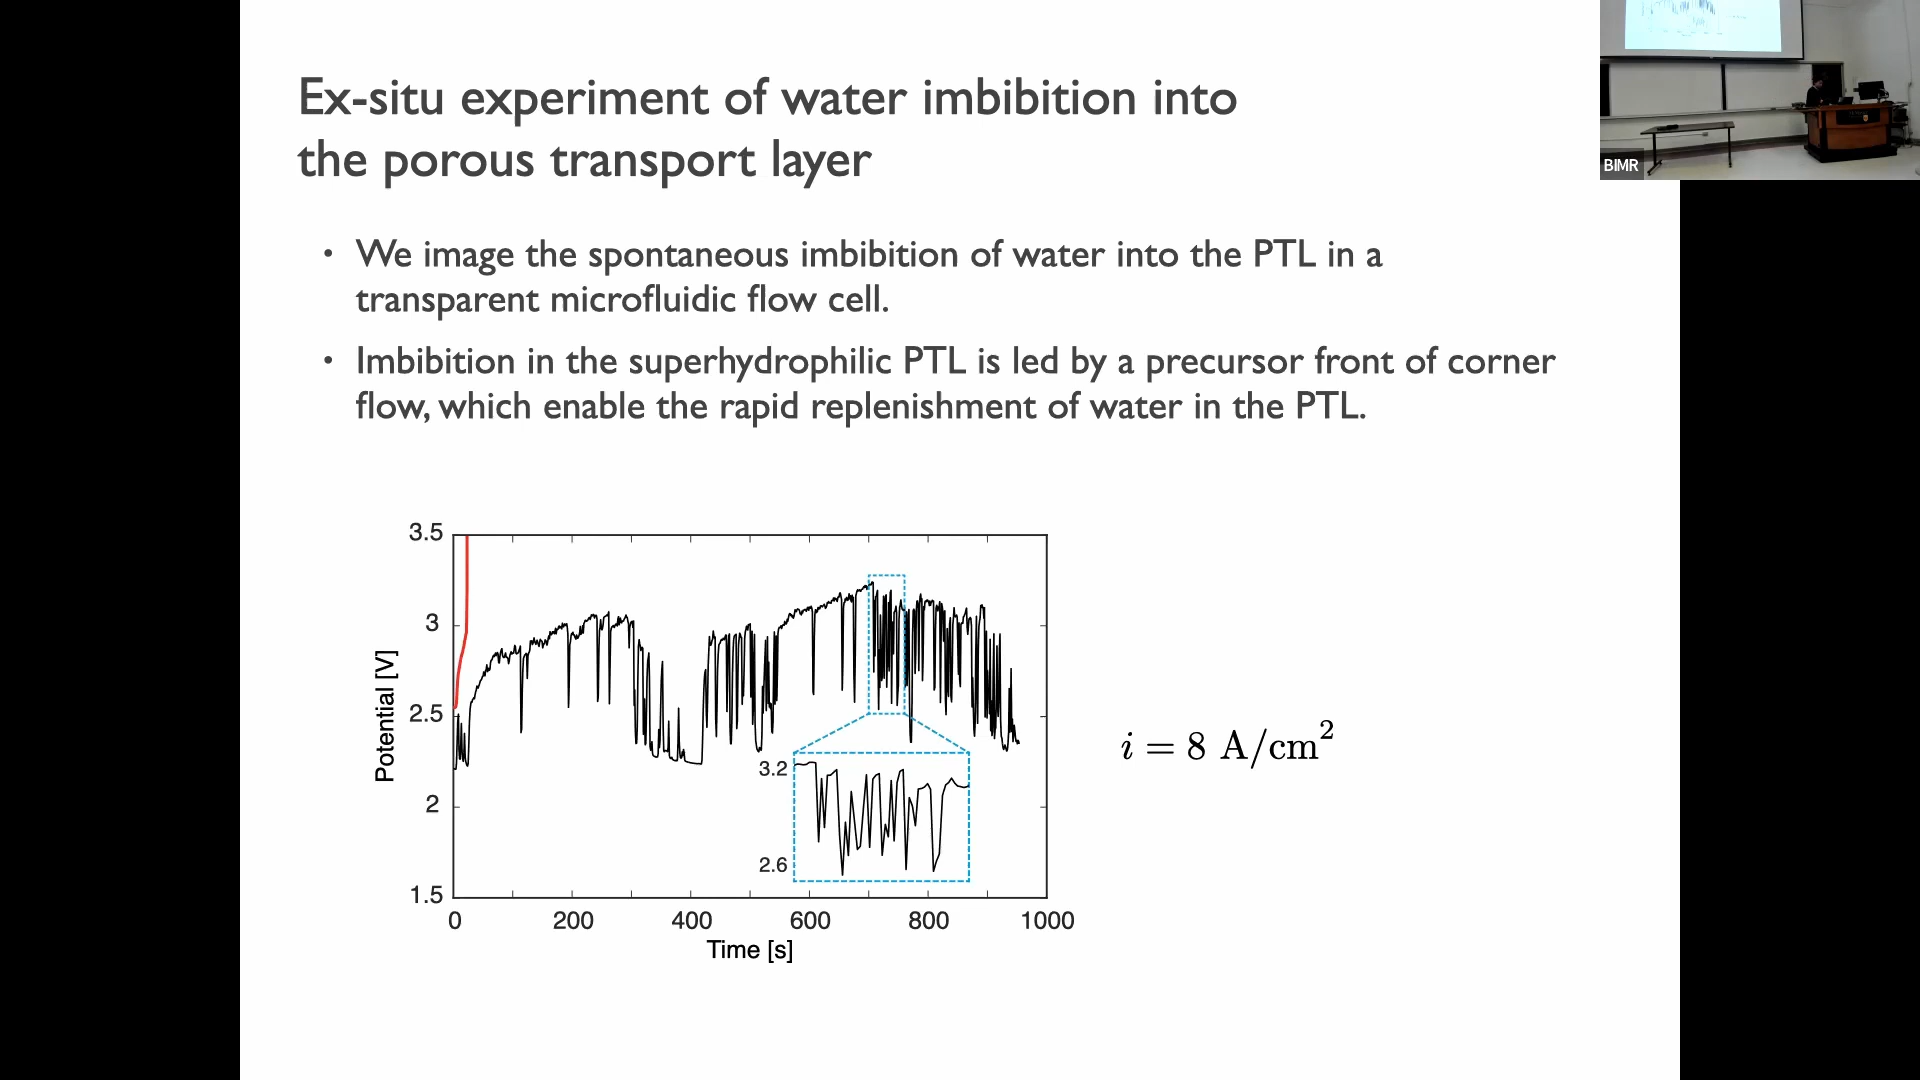 Ex-situ experiment of water imbibition into
the porous transport layer
BIMR
• We image the spontaneous imbibition of water into the PTL in a
transparent microfluidic flow cell.
• Imbibition in the superhydrophilic PTL is led by a precursor front of corner
flow, which enable the rapid replenishment of water in the PTL.
3.5
3
2.5
2
1.5
Potential [V]
3.2
2.6
0 200 400 600 800 1000
Time [s]
i = 8 A/cm²